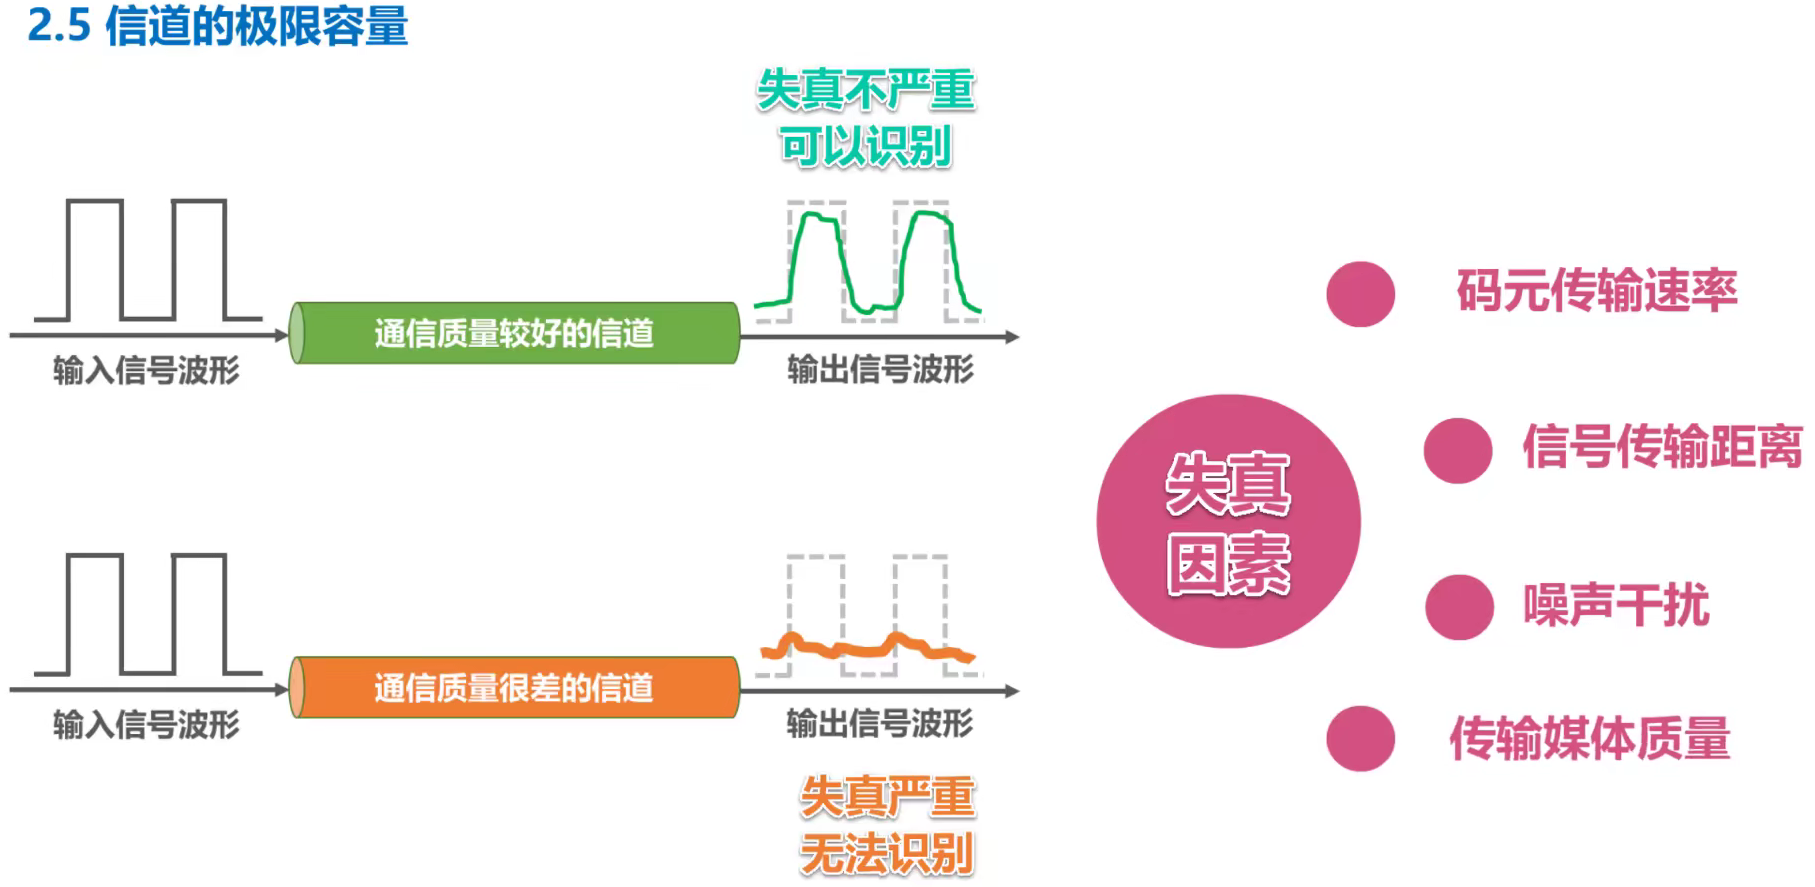 2.5 信道的极限容量
失真不严重
可以识别
通信质量较好的信道
输入信号波形
输出信号波形
通信质量很差的信道
输入信号波形
输出信号波形
失真严重
无法识别
失真
因素
码元传输速率
信号传输距离
噪声干扰
传输媒体质量